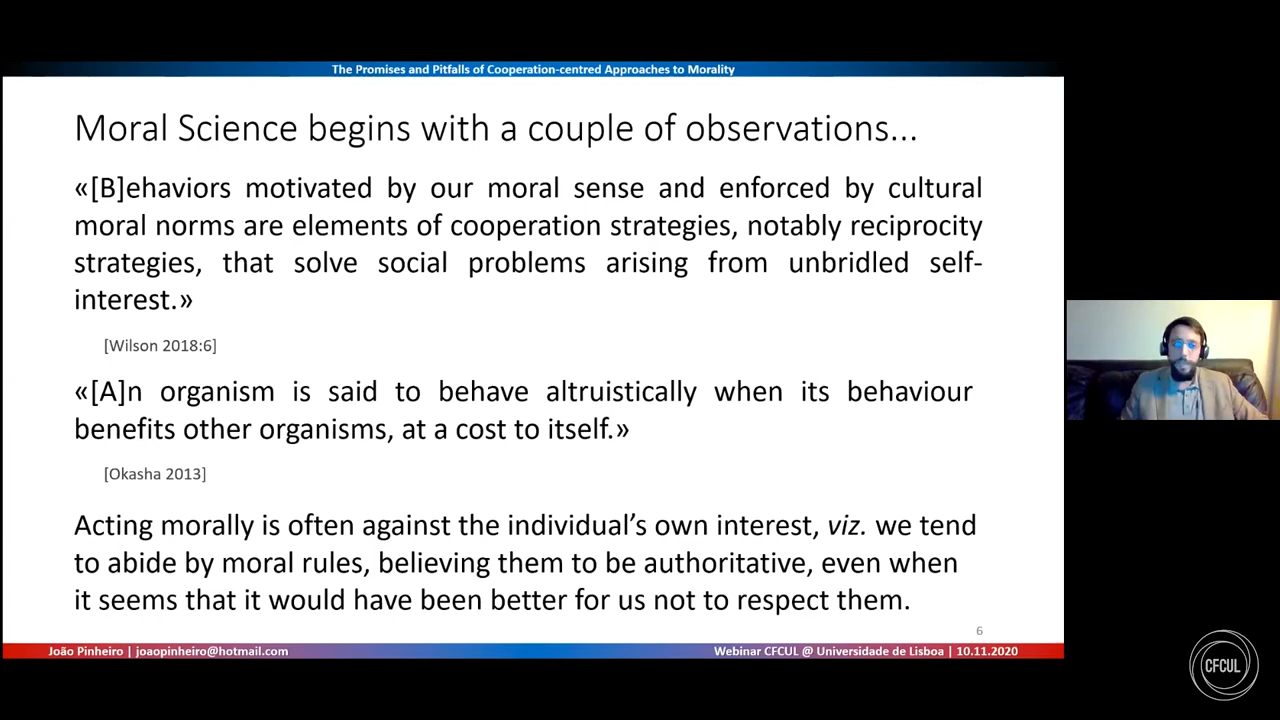 The Promises and Pitfalls of Cooperation-centred Approaches to Morality
Moral Science begins with a couple of observations...
«[B]ehaviors motivated by our moral sense and enforced by cultural
moral norms are elements of cooperation strategies, notably reciprocity
strategies, that solve social problems arising from unbridled self-
interest.»
[Wilson 2018:6]
«[A]n organism is said to behave altruistically when its behaviour
benefits other organisms, at a cost to itself.»
[Okasha 2013]
Acting morally is often against the individual’s own interest, viz. we tend
to abide by moral rules, believing them to be authoritative, even when
it seems that it would have been better for us not to respect them.
6
João Pinheiro | joaopinheiro@hotmail.com
Webinar CFCUL @ Universidade de Lisboa | 10.11.2020
CFCUL